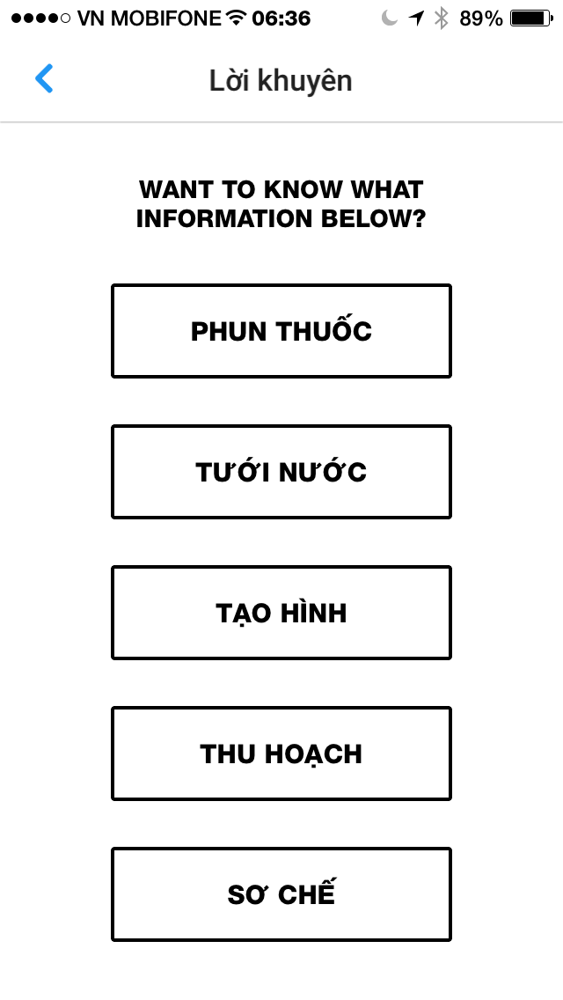 VN MOBIFONE 06:36 89%
Lời khuyên
WANT TO KNOW WHAT
INFORMATION BELOW?
PHUN THUỐC
TƯỚI NƯỚC
TẠO HÌNH
THU HOẠCH
SƠ CHẾ